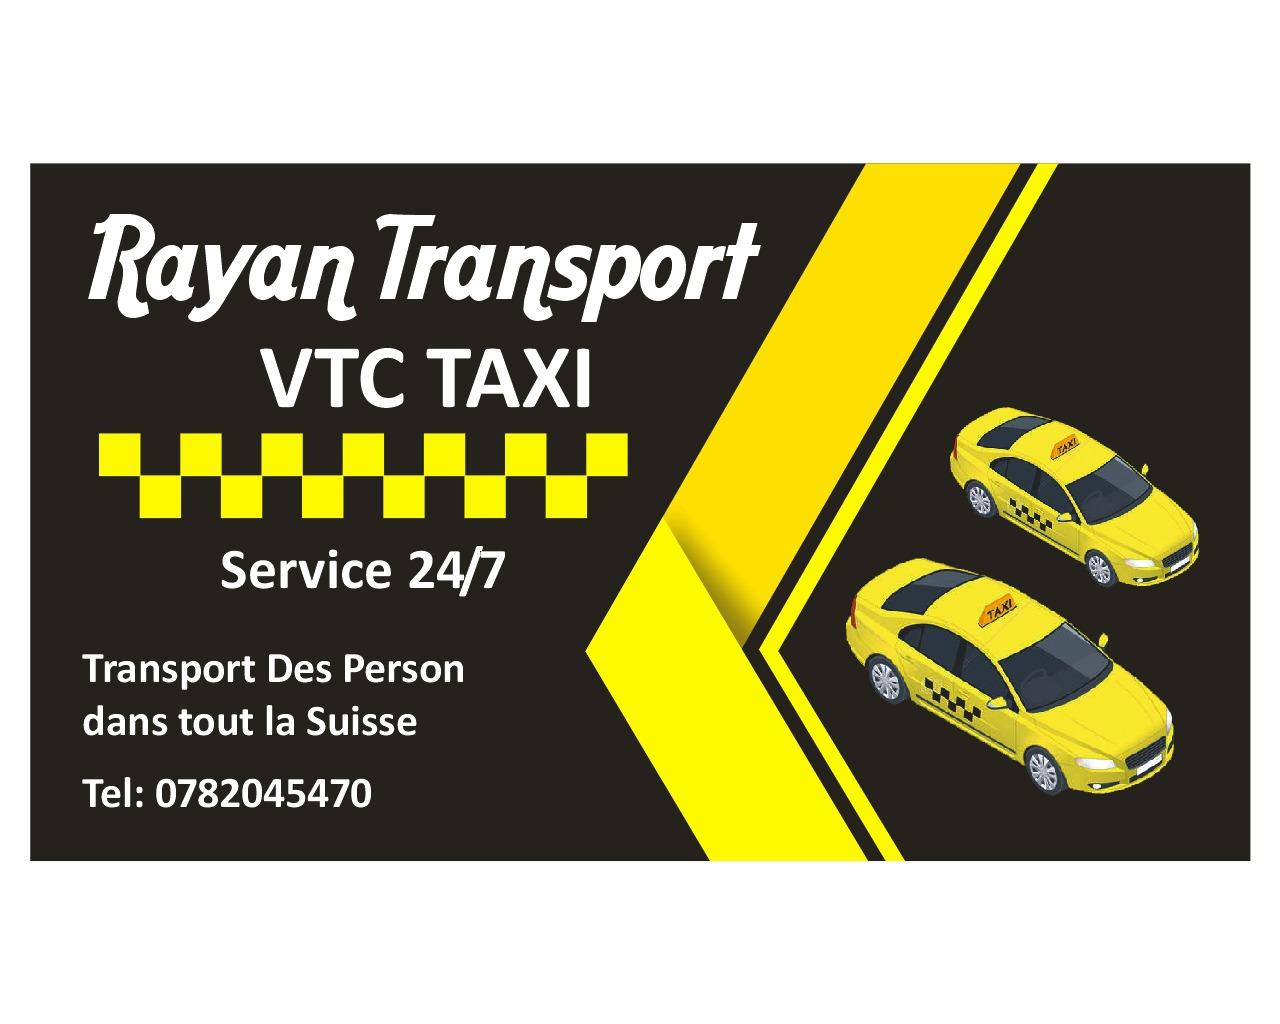 Rayan Transport
VTC TAXI
Service 24/7
Transport Des Person
dans tout la Suisse
Tel: 0782045470
TAXI
TAXI